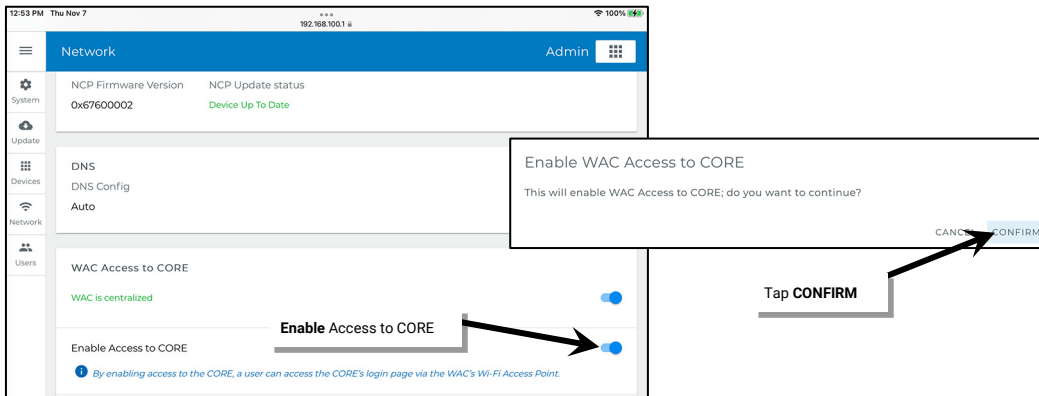 12:53 PM Thu Nov 7
192.168.100.1
100%
Network
Admin
System
Update
Devices
Network
Users
NCP Firmware Version NCP Update status
0x67600002 Device Up To Date
DNS
DNS Config
Auto
WAC Access to CORE
WAC is centralized
Enable Access to CORE
Enable Access to CORE
By enabling access to the CORE, a user can access the CORE's login page via the WAC's Wi-Fi Access Point.
Enable WAC Access to CORE
This will enable WAC Access to CORE; do you want to continue?
CANCEL CONFIRM
Tap CONFIRM